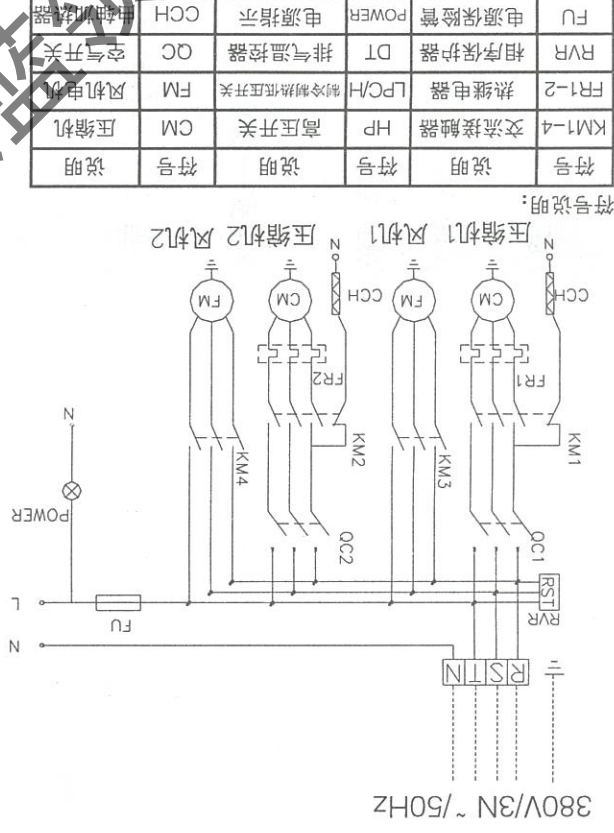 380V/3N~/50Hz
R S T N
N
RVR
RST
FU
L
QC1
QC2
POWER
KM1
KM3
KM2
KM4
N
FR1
FR2
CCH
CM
FM
CCH
CM
FM
N
N
压缩机1 风机1 压缩机2 风机2
符号说明:
符号 说明 符号 说明 符号 说明
KM1-4 交流接触器 HP 高压开关 CM 压缩机
FR1-2 热继电器 LPC/H 制冷制热低压开关 FM 风机电机
RVR 相序保护器 DT 排气温控器 QC 空气开关
FU 电源保险管 POWER 电源指示 CCH 曲轴加热器